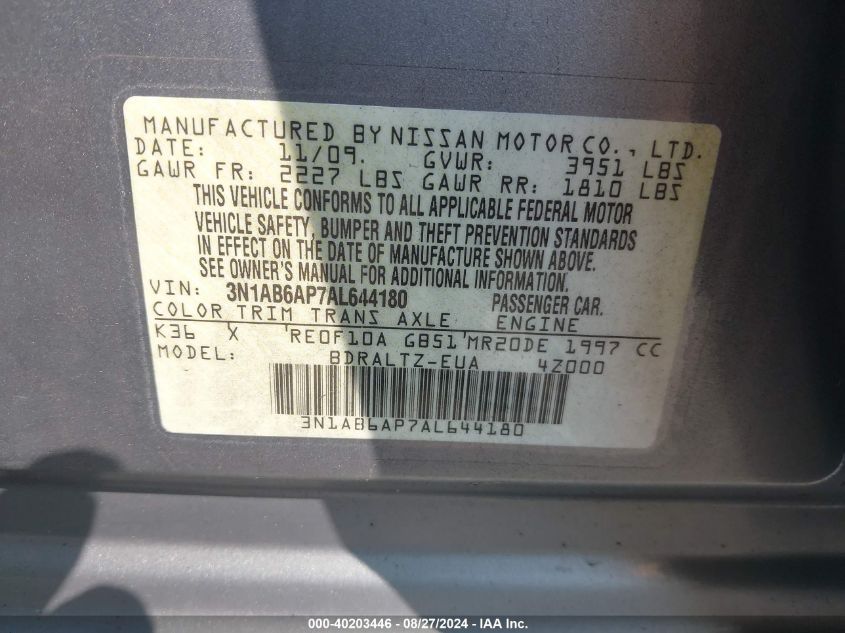 MANUFACTURED BY NISSAN MOTOR CO., LTD.
DATE: 11/09. GVWR: 3951 LBS
GAWR FR: 2227 LBS GAWR RR: 1810 LBS
THIS VEHICLE CONFORMS TO ALL APPLICABLE FEDERAL MOTOR
VEHICLE SAFETY, BUMPER AND THEFT PREVENTION STANDARDS
IN EFFECT ON THE DATE OF MANUFACTURE SHOWN ABOVE.
SEE OWNER'S MANUAL FOR ADDITIONAL INFORMATION.
VIN: 3N1AB6AP7AL644180 PASSENGER CAR.
COLOR TRIM TRANS AXLE ENGINE
K36 X 'RE0F10A GB51'MR20DE 1997 CC
MODEL: BDRALTZ-EUA 4Z000
3N1AB6AP7AL644180
000-40203446 - 08/27/2024 - IAA Inc.